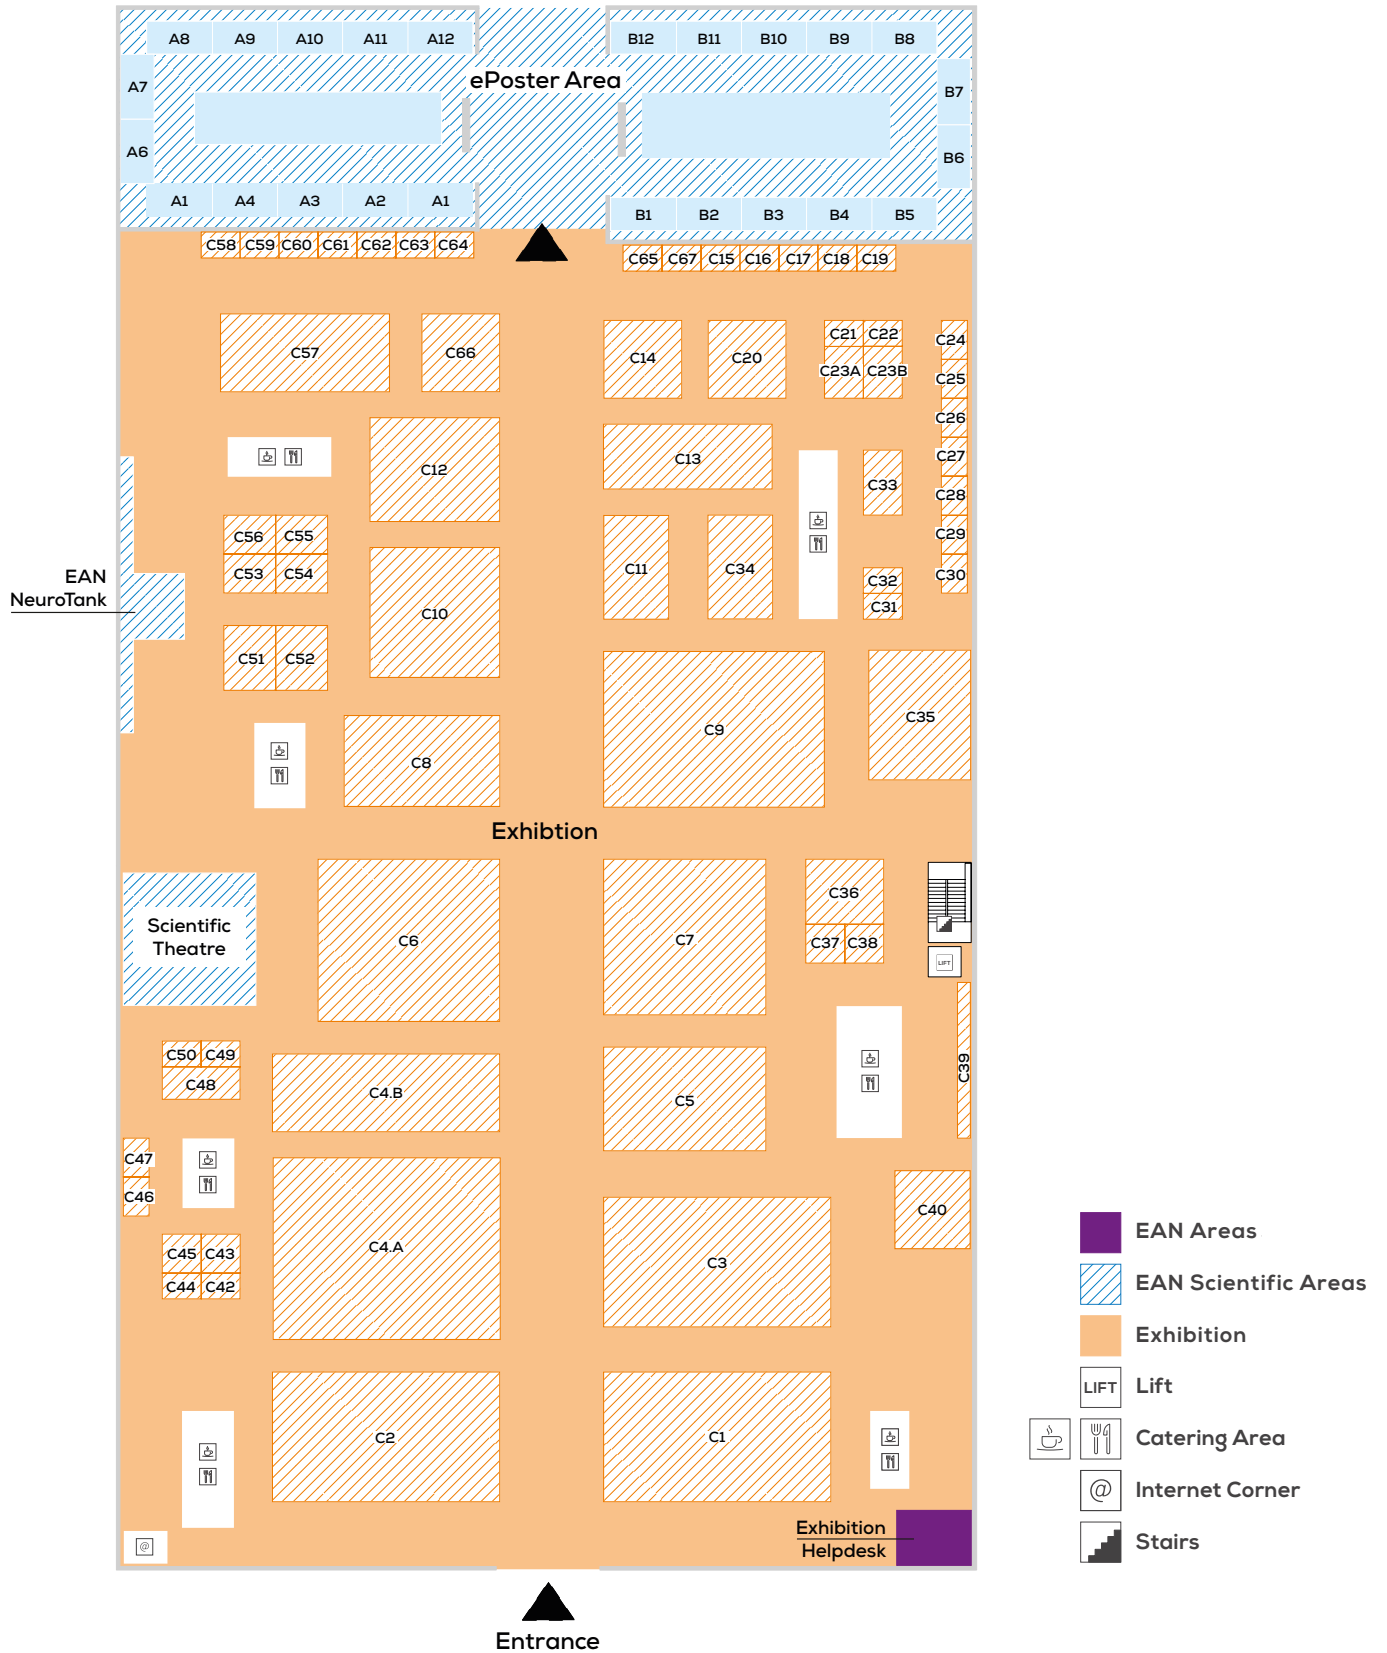 A8 A9 A10 A11 A12 B12 B11 B10 B9 B8
ePoster Area
A7 B7
A6 B6
A1 A4 A3 A2 A1 B1 B2 B3 B4 B5
C58 C59 C60 C61 C62 C63 C64
C65 C67 C15 C16 C17 C18 C19
C57 C66 C14 C20 C21 C22 C24
C23A C23B C25
C26
C12 C13 C27
C33 C28
C56 C55 C29
C53 C54 C11 C34 C32 C30
C31
EAN
NeuroTank
C10
C51 C52
C9 C35
C8
Exhibtion
C36
Scientific
Theatre
C6 C7 C37 C38
LIFT
C50 C49
C48 C4.B C5 C39
C47
C46
C40
C45 C43 C4.A C3
C44 C42
C2 C1
@
Exhibition
Helpdesk
Entrance
EAN Areas
EAN Scientific Areas
Exhibition
LIFT Lift
Catering Area
@ Internet Corner
Stairs